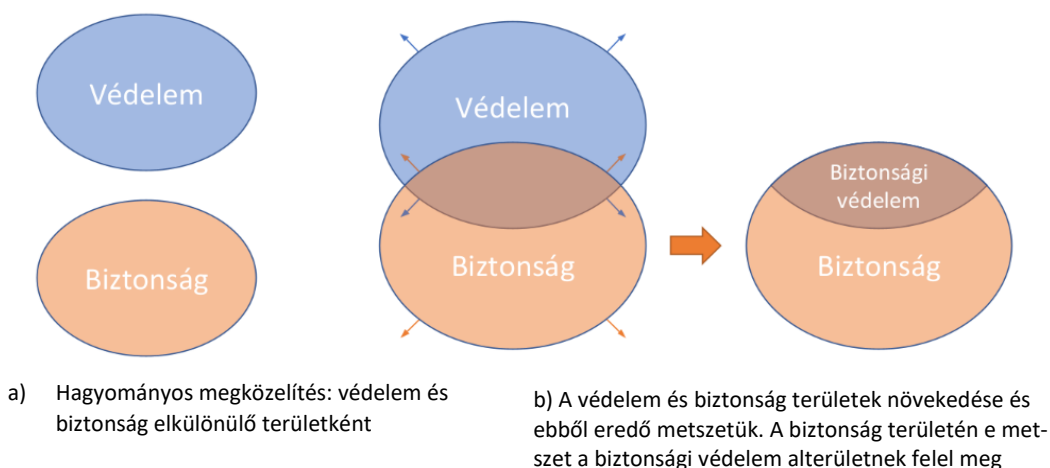 Védelem
Biztonság
Védelem
Biztonság
Biztonsági
védelem
Biztonság
a) Hagyományos megközelítés: védelem és
biztonság elkülönülő területként
b) A védelem és biztonság területek növekedése és
ebből eredő metszetük. A biztonság területén e met-
szet a biztonsági védelem alterületnek felel meg